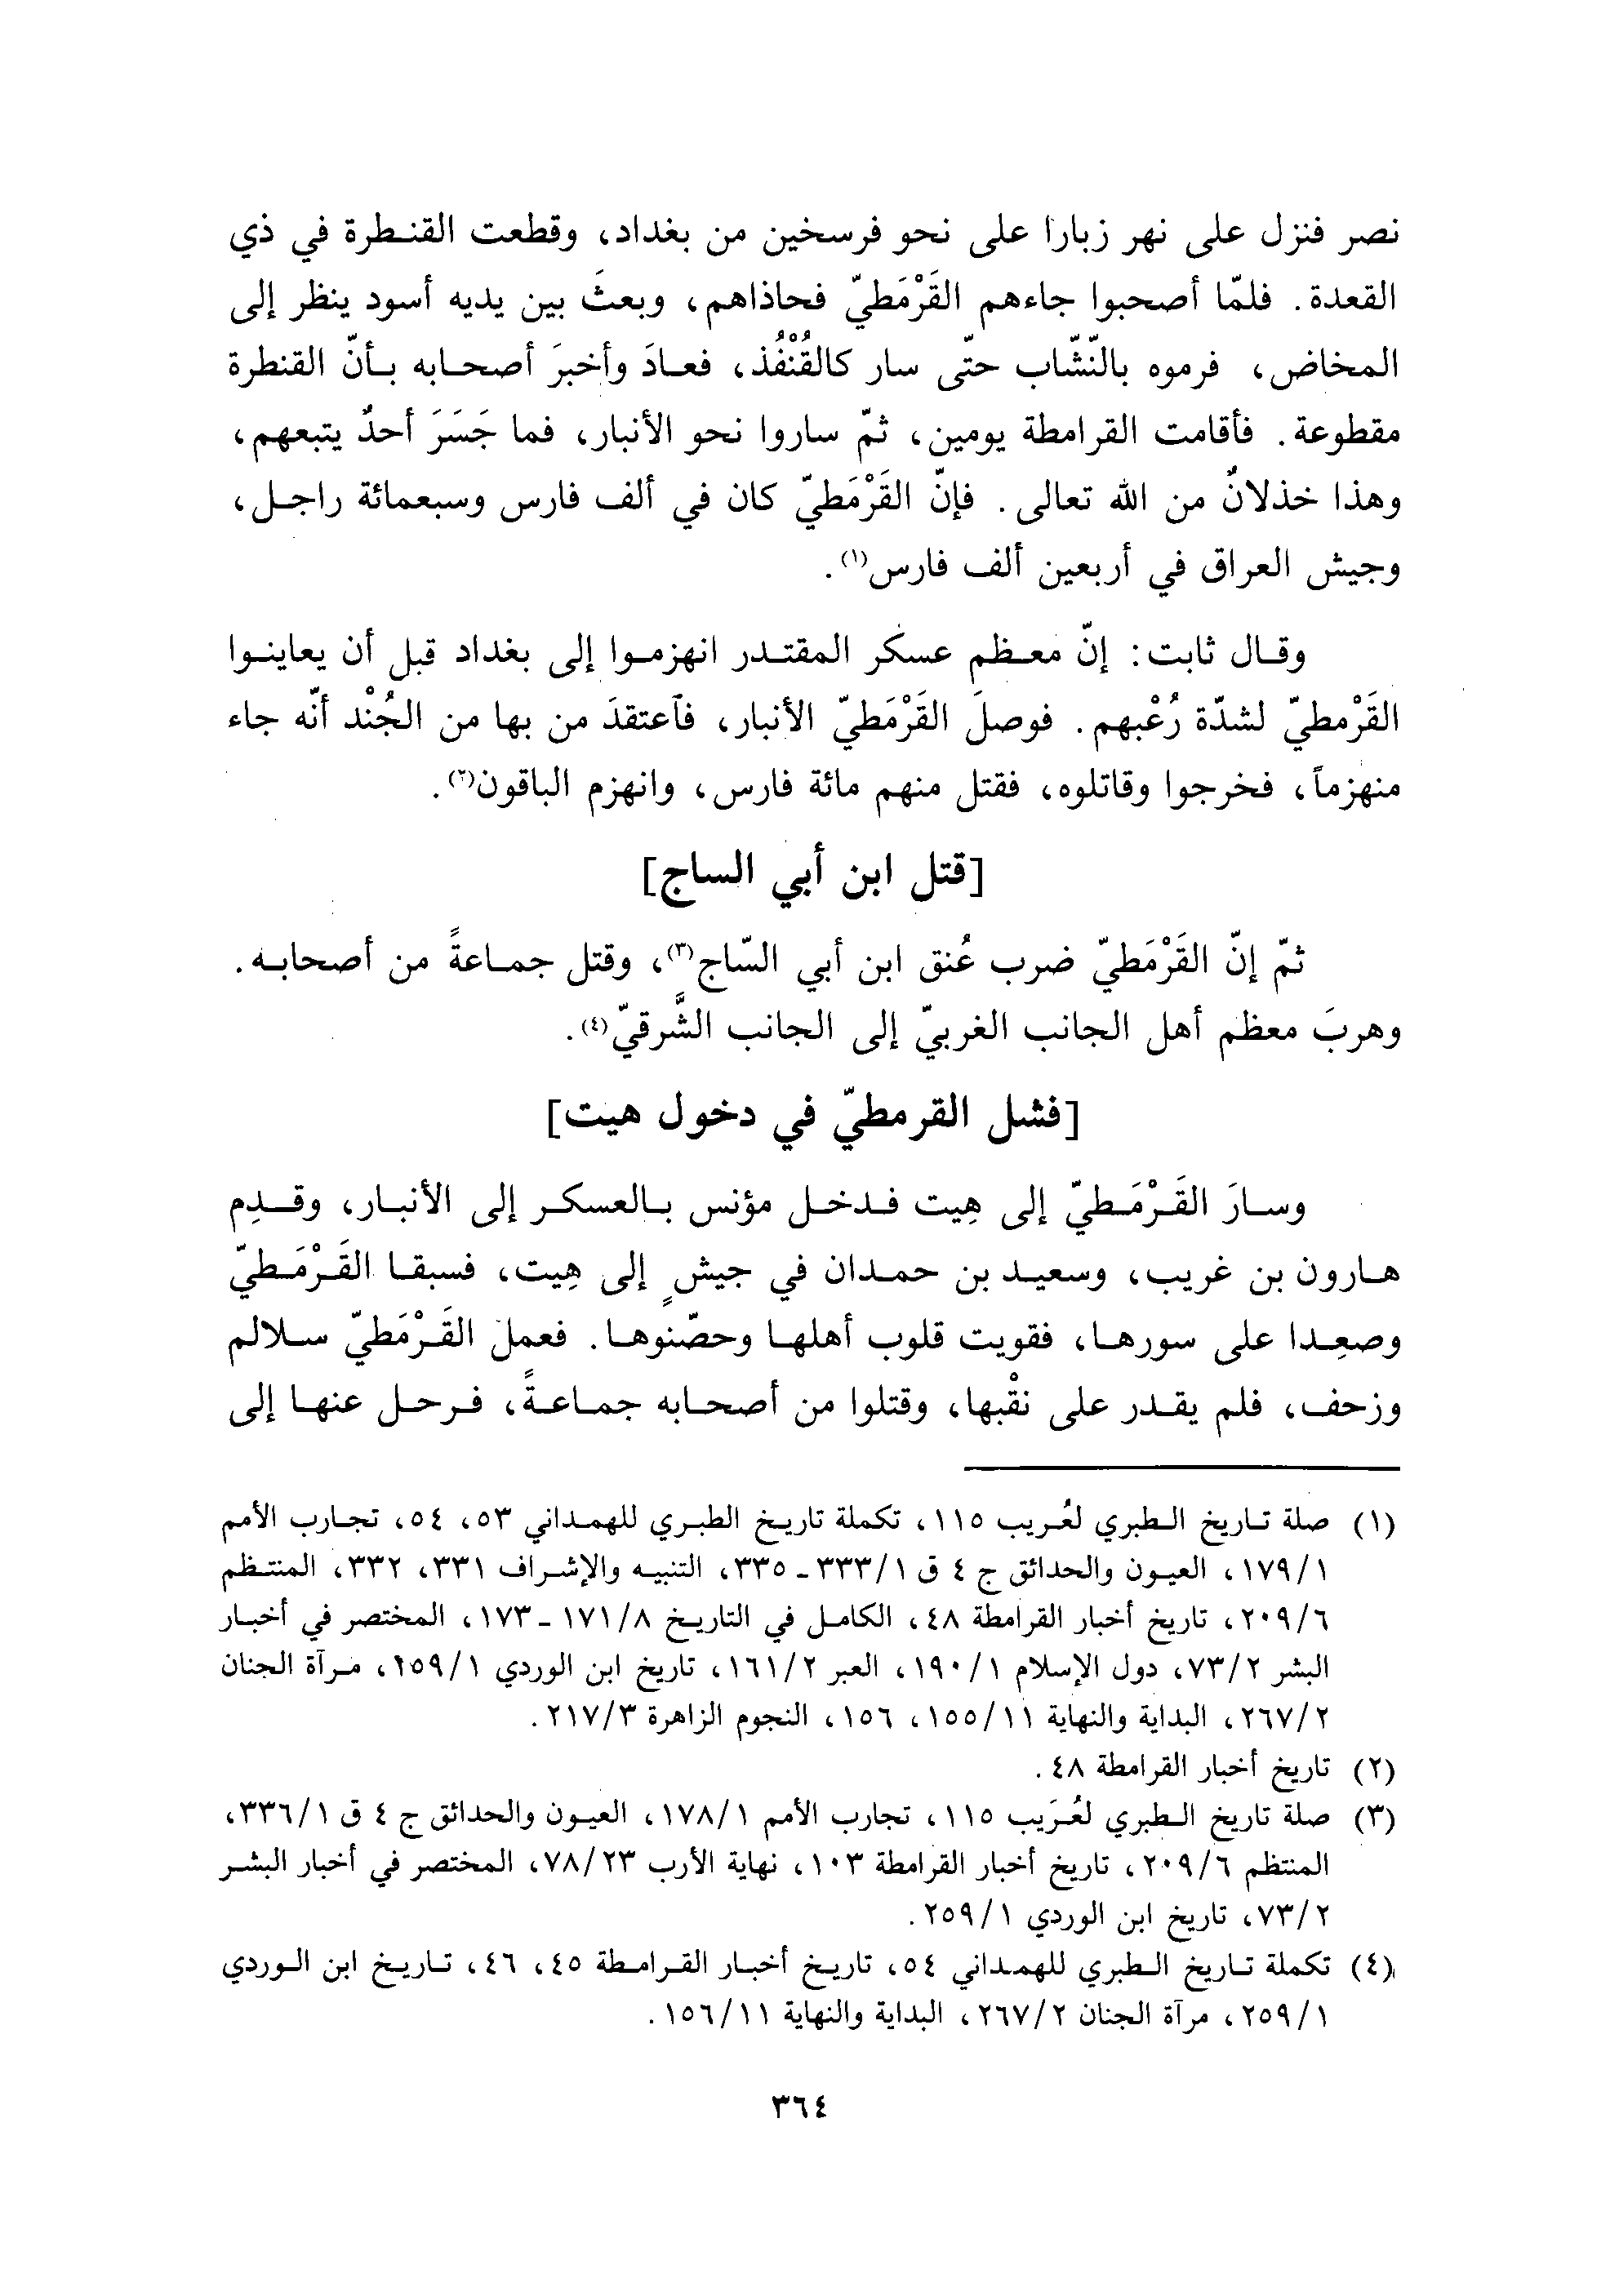 نصر فنزل على نهر زبارا على نحو فرسخين من بغداد، وقطعت القنطرة في ذي
القعدة. فلمّا أصحبوا جاءهم القَرْمَطيّ فحاذاهم، وبعثَ بين يديه أسود ينظر إلى
المخاض، فرموه بالنّشّاب حتّى سار كالقُنْفُذ، فعادَ وأخبرَ أصحابه بأنّ القنطرة
مقطوعة. فأقامت القرامطة يومين، ثمّ ساروا نحو الأنبار، فما جَسَرَ أحدٌ يتبعهم،
وهذا خذلانٌ من الله تعالى. فإنّ القَرْمَطيّ كان في ألف فارس وسبعمائة راجل،
وجيش العراق في أربعين ألف فارس(١).
وقال ثابت: إنّ معظم عسكر المقتدر انهزموا إلى بغداد قبل أن يعاينوا
القَرْمطيّ لشدّة رُعْبهم. فوصلَ القَرْمَطيّ الأنبار، فآعتقدَ من بها من الجُنْد أنّه جاء
منهزماً، فخرجوا وقاتلوه، فقتل منهم مائة فارس، وانهزم الباقون(٢).
[قتل ابن أبي الساج]
ثمّ إنّ القَرْمَطيّ ضرب عُنق ابن أبي السّاج(٣)، وقتل جماعةً من أصحابه.
وهربَ معظم أهل الجانب الغربيّ إلى الجانب الشَّرقيّ(٤).
[فشل القرمطيّ في دخول هيت]
وسارَ القَرْمَطيّ إلى هِيت فدخل مؤنس بالعسكر إلى الأنبار، وقدِم
هارون بن غريب، وسعيد بن حمدان في جيشٍ إلى هِيت، فسبقا القَرْمَطيّ
وصعِدا على سورها، فقويت قلوب أهلها وحصّنوها. فعمل القَرْمَطيّ سلالم
وزحف، فلم يقدر على نقْبها، وقتلوا من أصحابه جماعةً، فرحل عنها إلى
(١) صلة تاريخ الطبري لعُريب ١١٥، تكملة تاريخ الطبري للهمداني ٥٣، ٥٤، تجارب الأمم
١/١٧٩، العيون والحدائق ج ٤ ق ٣٣٣/١ ـ ٣٣٥، التنبيه والإشراف ٣٣١، ٣٣٢، المنتظم
٢٠٩/٦، تاريخ أخبار القرامطة ٤٨، الكامل في التاريخ ١٧١/٨ ـ ١٧٣، المختصر في أخبار
البشر ٧٣/٢، دول الإسلام ١٩٠/١، العبر ١٦١/٢، تاريخ ابن الوردي ٢٥٩/١، مرآة الجنان
٢٦٧/٢، البداية والنهاية ١٥٥/١١، ١٥٦، النجوم الزاهرة ٢١٧/٣.
(٢) تاريخ أخبار القرامطة ٤٨.
(٣) صلة تاريخ الطبري لعُرَيب ١١٥، تجارب الأمم ١٧٨/١، العيون والحدائق ج ٤ ق ٣٣٦/١،
المنتظم ٢٠٩/٦، تاريخ أخبار القرامطة ١٠٣، نهاية الأرب ٧٨/٢٣، المختصر في أخبار البشر
٧٣/٢، تاريخ ابن الوردي ٢٥٩/١.
(٤) تكملة تاريخ الطبري للهمداني ٥٤، تاريخ أخبار القرامطة ٤٥، ٤٦، تاريخ ابن الوردي
٢٥٩/١، مرآة الجنان ٢٦٧/٢، البداية والنهاية ١٥٦/١١.
٣٦٤